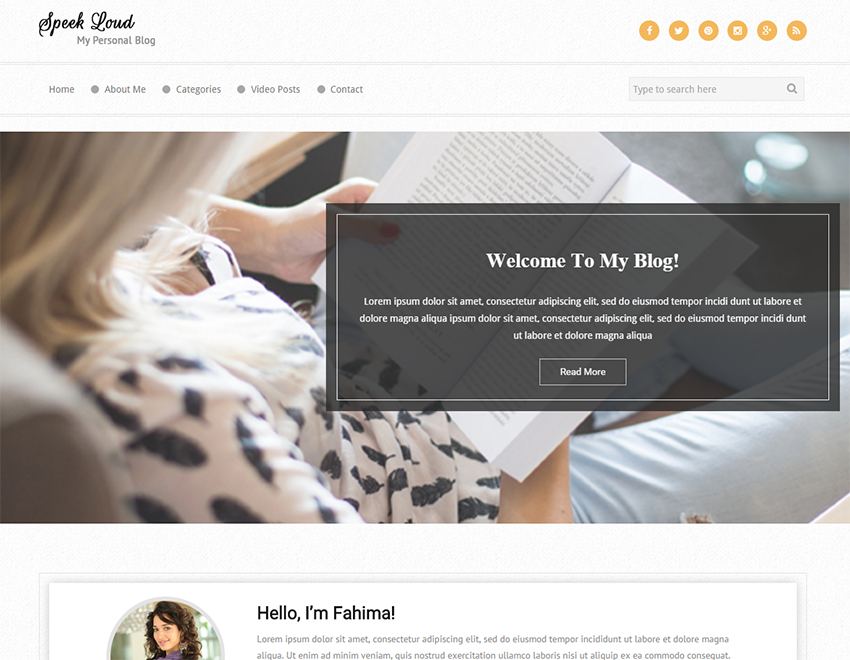 Speek Loud
My Personal Blog
Home About Me Categories Video Posts Contact
Type to search here
Welcome To My Blog!
Lorem ipsum dolor sit amet, consectetur adipiscing elit, sed do eiusmod tempor incidi dunt ut labore et
dolore magna aliqua ipsum dolor sit amet, consectetur adipiscing elit, sed do eiusmod tempor incidi dunt
ut labore et dolore magna aliqua
Read More
Hello, I'm Fahima!
Lorem ipsum dolor sit amet, consectetur adipiscing elit, sed do eiusmod tempor incididunt ut labore et dolore magna
aliqua. Ut enim ad minim veniam, quis nostrud exercitation ullamco laboris nisi ut aliquip ex ea commodo consequat.